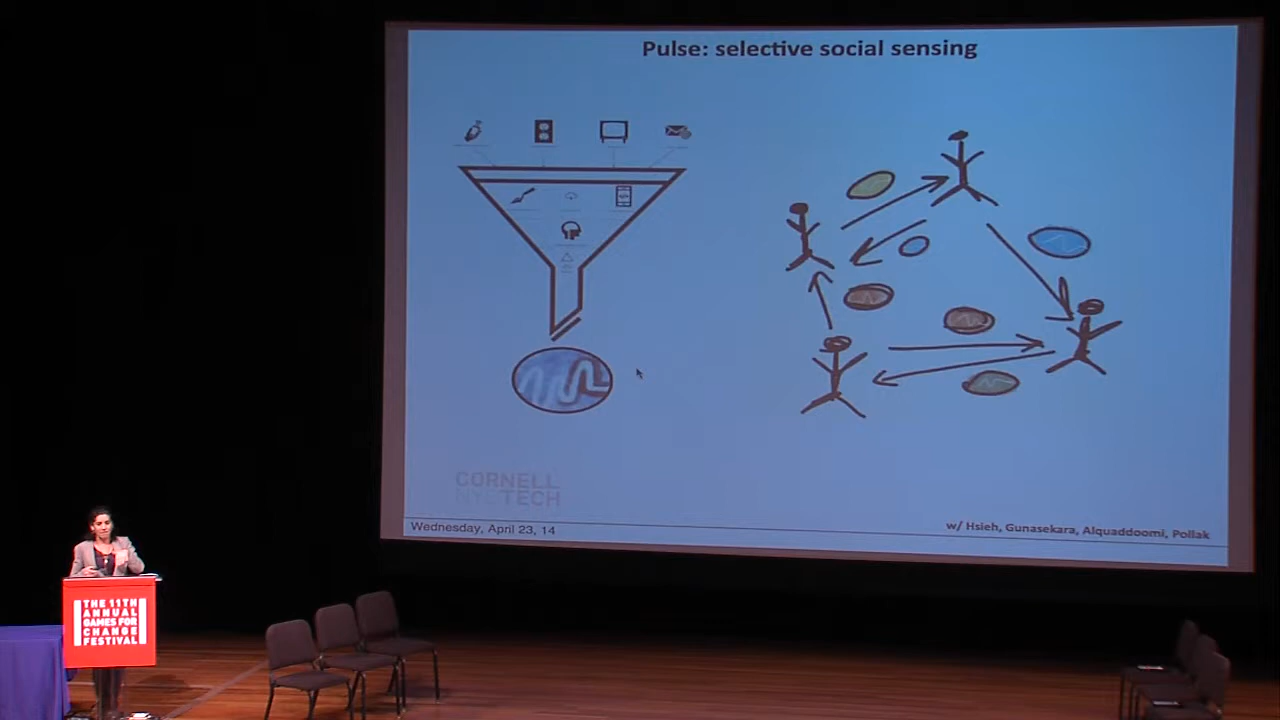 Pulse: selective social sensing
CORNELL
NYCTECH
Wednesday, April 23, 14
w/ Hsieh, Gunasekara, Alquaddoomi, Pollak
THE 11TH
ANNUAL
GAMES FOR
CHANGE
FESTIVAL